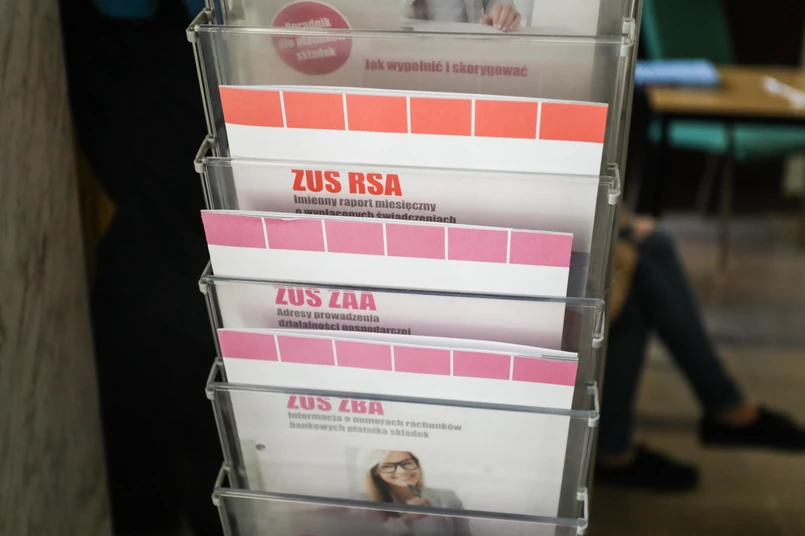 Poradnik
dla płatników
składek
Jak wypełnić i skorygować
ZUS RSA
Imienny raport miesięczny
o wypłaconych świadczeniach
ZUS ZAA
Adresy prowadzenia
działalności gospodarczej
ZUS ZBA
Informacja o numerach rachunków
bankowych płatnika składek